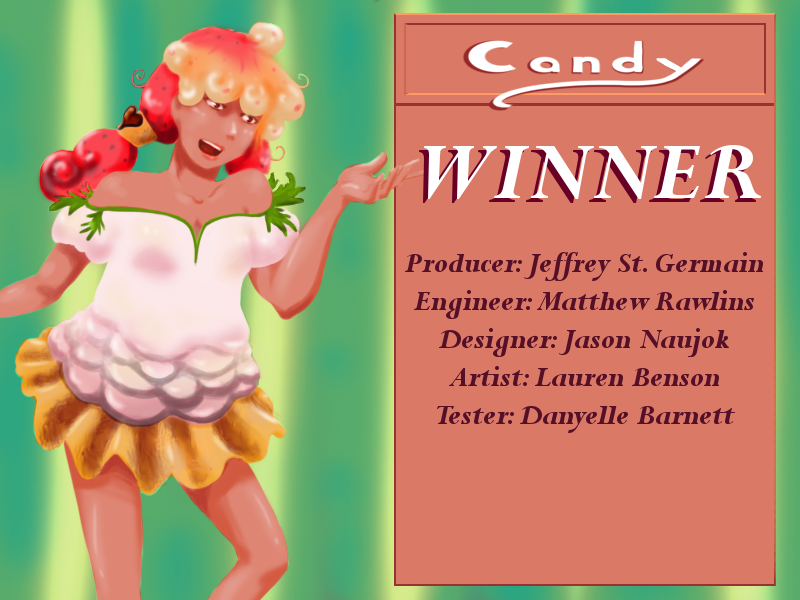 Candy
WINNER
Producer: Jeffrey St. Germain
Engineer: Matthew Rawlins
Designer: Jason Naujok
Artist: Lauren Benson
Tester: Danyelle Barnett